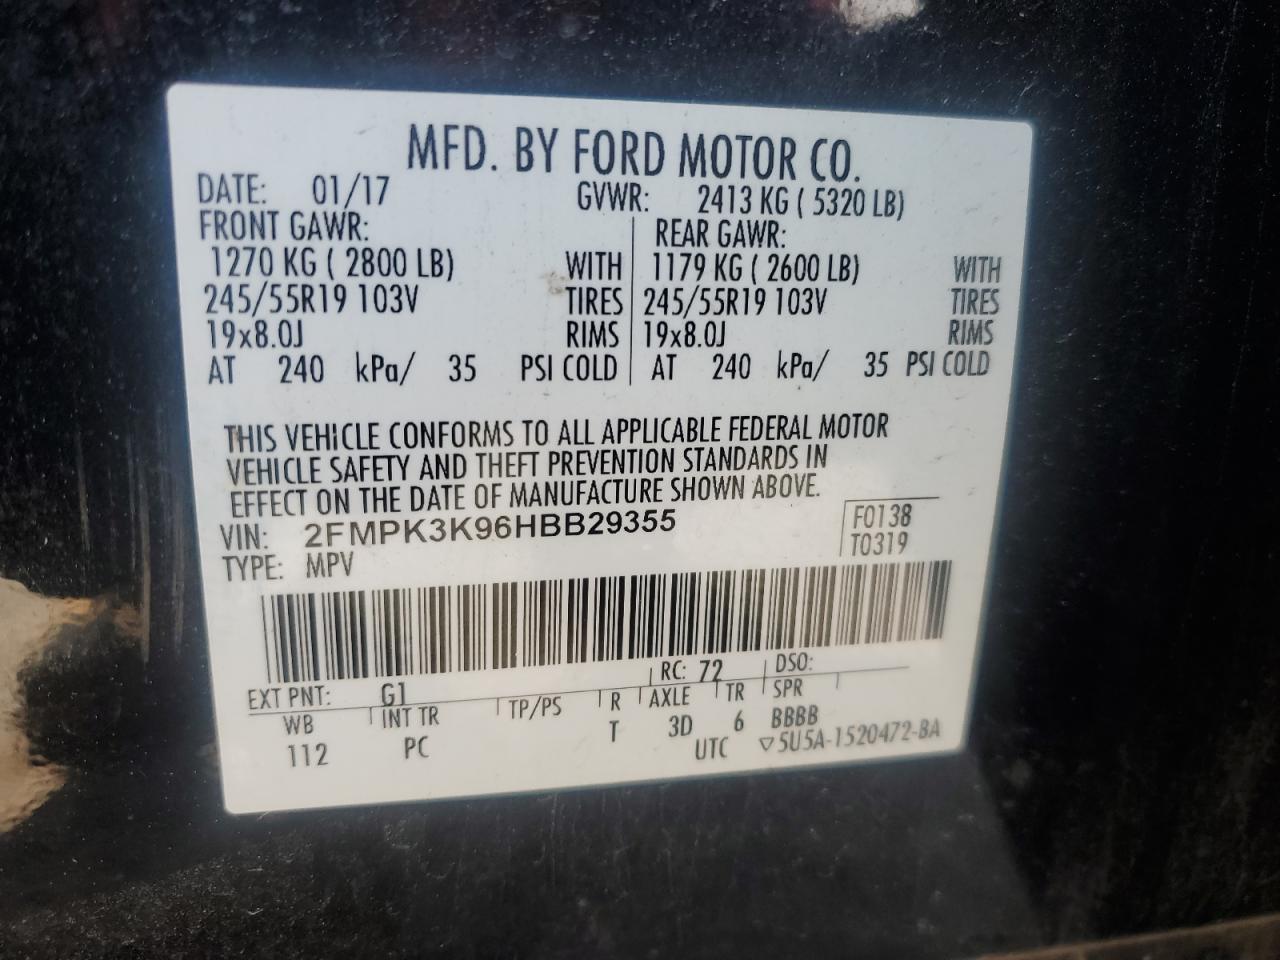 MFD. BY FORD MOTOR CO.
DATE: 01/17 GVWR: 2413 KG ( 5320 LB)
FRONT GAWR: REAR GAWR:
1270 KG ( 2800 LB) WITH 1179 KG ( 2600 LB) WITH
245/55R19 103V TIRES 245/55R19 103V TIRES
19x8.0J RIMS 19x8.0J RIMS
AT 240 kPa/ 35 PSI COLD AT 240 kPa/ 35 PSI COLD
THIS VEHICLE CONFORMS TO ALL APPLICABLE FEDERAL MOTOR
VEHICLE SAFETY AND THEFT PREVENTION STANDARDS IN
EFFECT ON THE DATE OF MANUFACTURE SHOWN ABOVE.
VIN: 2FMPK3K96HBB29355 F0138
TYPE: MPV T0319
EXT PNT: G1 RC: 72 DSO:
WB INT TR TP/PS R AXLE TR SPR
112 PC T 3D 6 BBBB
UTC ▽5U5A-1520472-BA